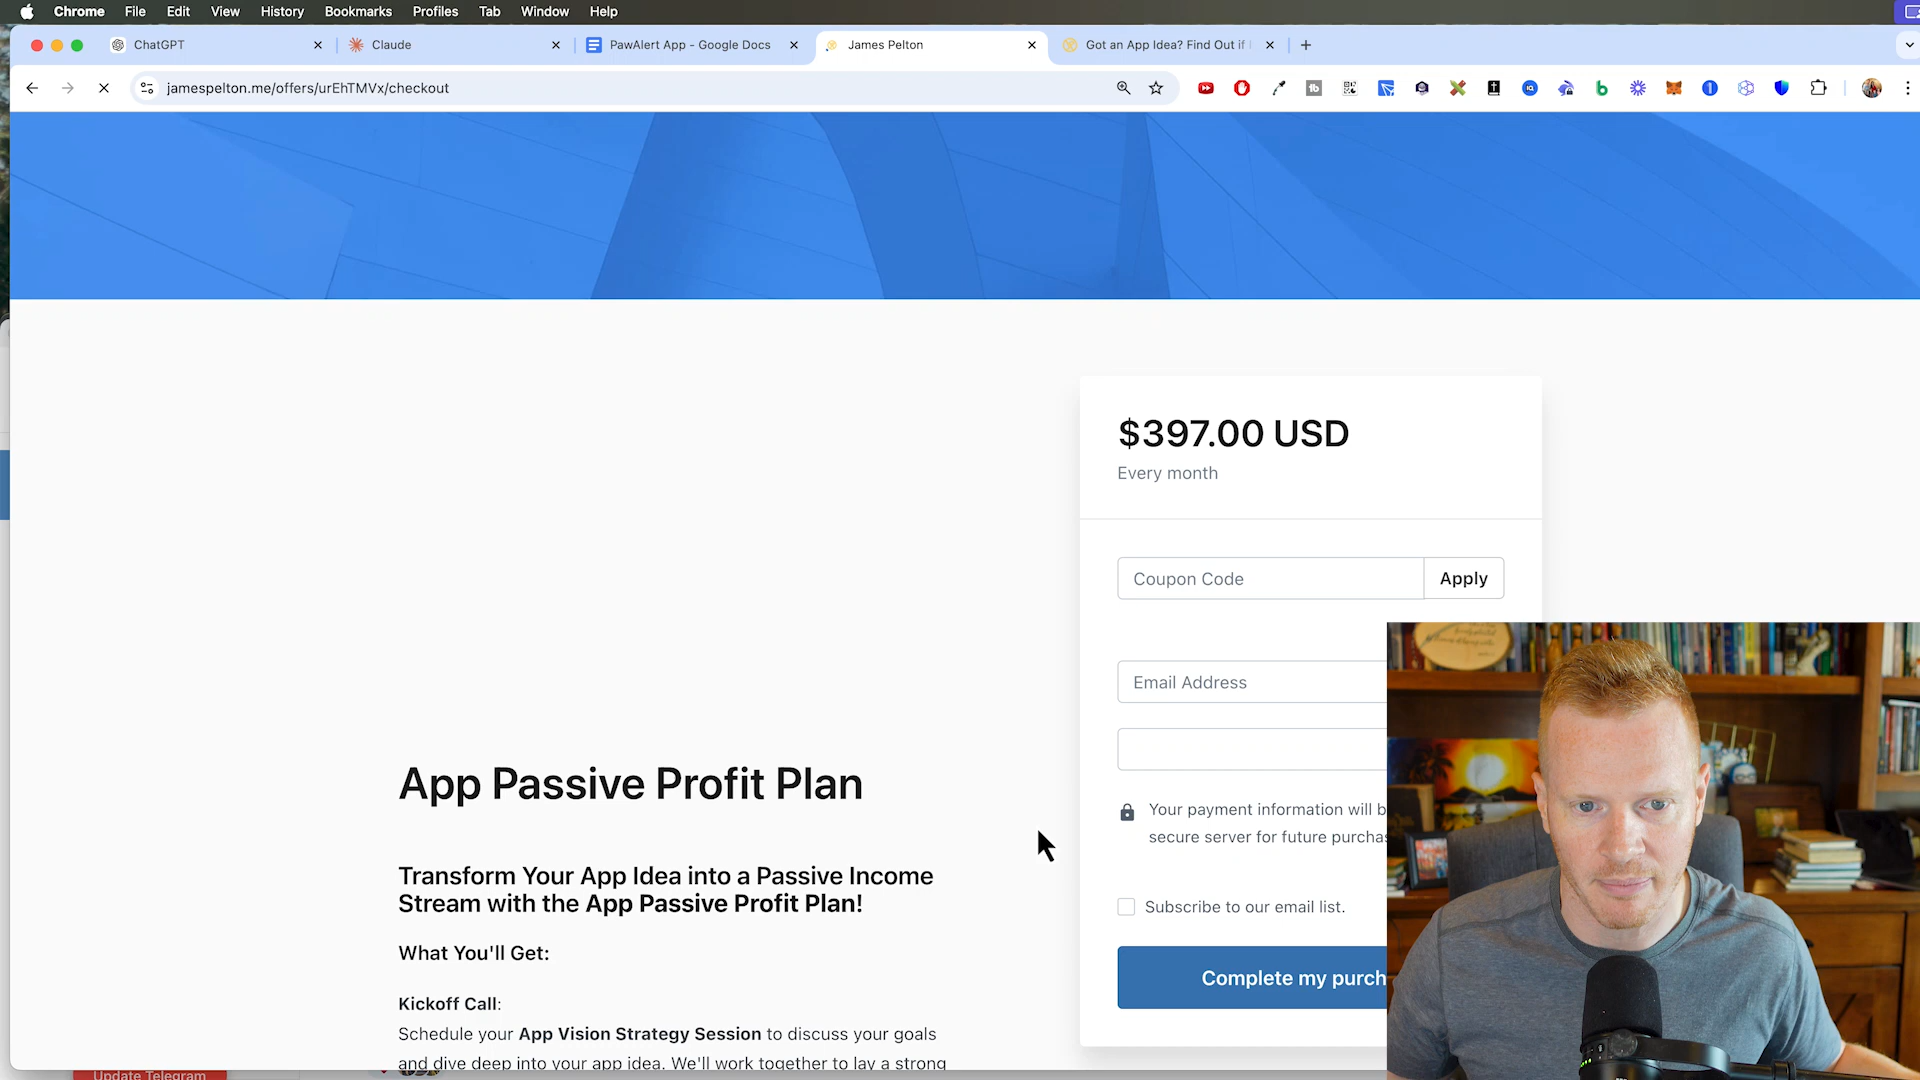 Chrome File Edit View History Bookmarks Profiles Tab Window Help
ChatGPT
Claude
PawAlert App - Google Docs
James Pelton
Got an App Idea? Find Out if
jamespelton.me/offers/urEhTMVx/checkout
$397.00 USD
Every month
Coupon Code
Apply
Email Address
Your payment information will b
secure server for future purchas
Subscribe to our email list.
Complete my purch
App Passive Profit Plan
Transform Your App Idea into a Passive Income
Stream with the App Passive Profit Plan!
What You'll Get:
Kickoff Call:
Schedule your App Vision Strategy Session to discuss your goals
and dive deep into your app idea. We'll work together to lay a strong
Update Telegram